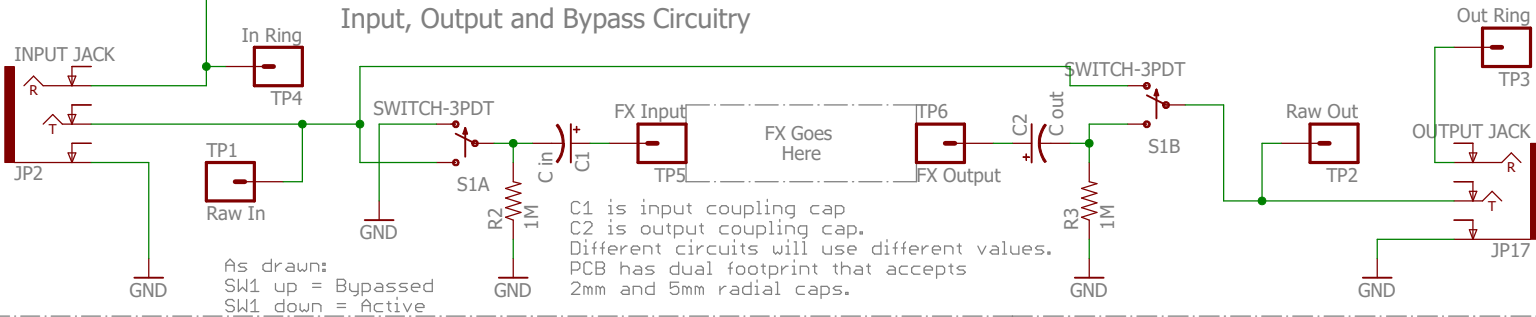 Input, Output and Bypass Circuitry
Out Ring
In Ring
INPUT JACK
R
TP4
TP3
SWITCH-3PDT
SWITCH-3PDT
FX Input
TP6
C2
C out
Raw Out
T
FX Goes
Here
OUTPUT JACK
TP1
+
C in
C1
+
S1B
JP2
S1A
TP5
FX Output
TP2
R
Raw In
R2
1M
C1 is input coupling cap
C2 is output coupling cap.
Different circuits will use different values.
PCB has dual footprint that accepts
2mm and 5mm radial caps.
R3
1M
T
GND
JP17
As drawn:
SW1 up = Bypassed
SW1 down = Active
GND
GND
GND
GND